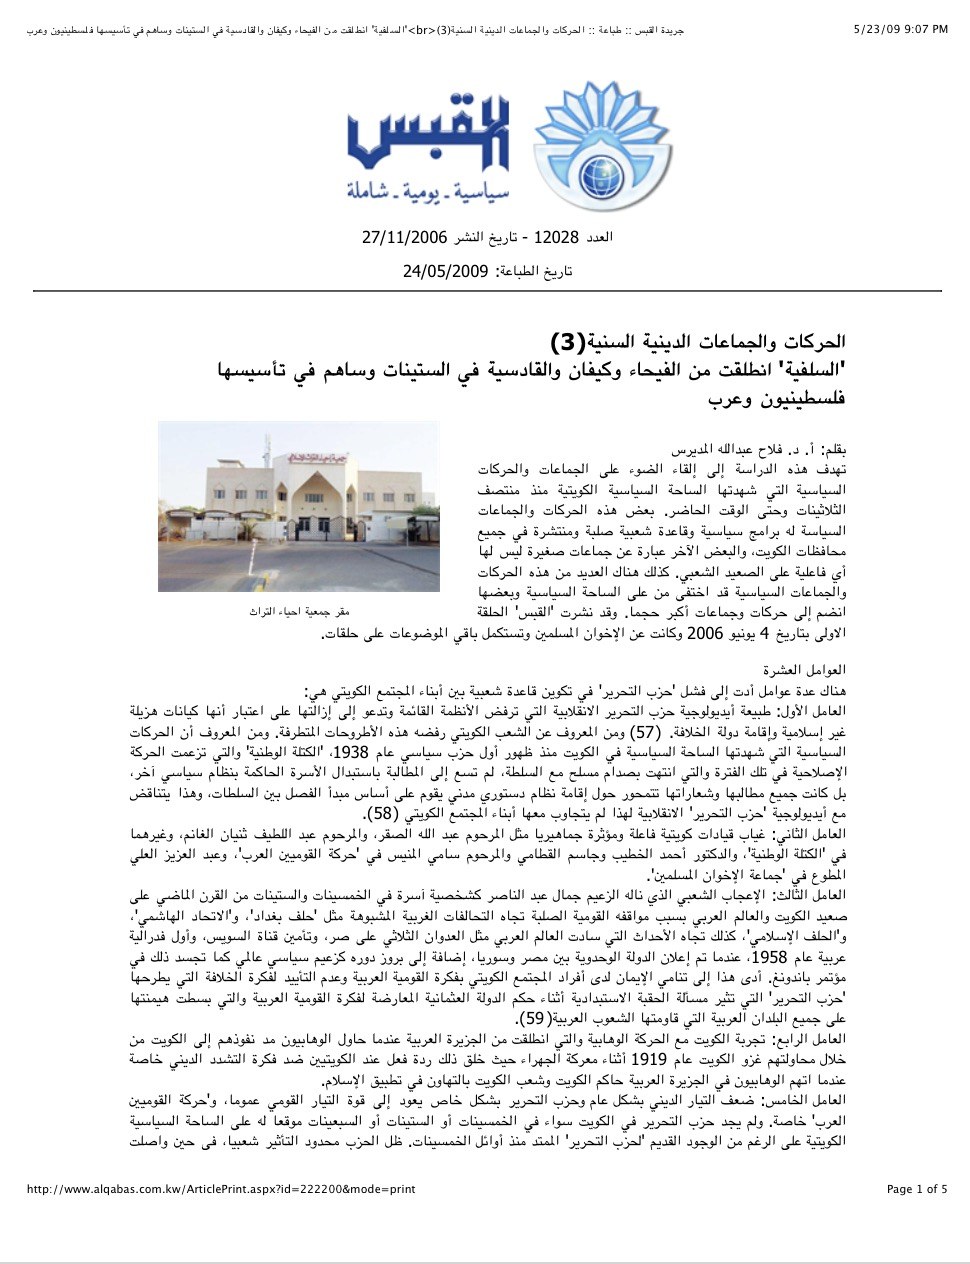 جريدة القبس :: طباعة :: الحركات والجماعات الدينية السنية(3)<br>'السلفية' انطلقت من الفيحاء وكيفان والقادسية في الستينات وساهم في تأسيسها فلسطينيون وعرب
5/23/09 9:07 PM
القبس
سياسية - يومية - شاملة
العدد 12028 - تاريخ النشر 27/11/2006
تاريخ الطباعة: 24/05/2009
الحركات والجماعات الدينية السنية(3)
'السلفية' انطلقت من الفيحاء وكيفان والقادسية في الستينات وساهم في تأسيسها
فلسطينيون وعرب
بقلم: أ. د. فلاح عبدالله المديرس
تهدف هذه الدراسة إلى إلقاء الضوء على الجماعات والحركات
السياسية التي شهدتها الساحة السياسية الكويتية منذ منتصف
الثلاثينات وحتى الوقت الحاضر. بعض هذه الحركات والجماعات
السياسة له برامج سياسية وقاعدة شعبية صلبة ومنتشرة في جميع
محافظات الكويت، والبعض الآخر عبارة عن جماعات صغيرة ليس لها
أي فاعلية على الصعيد الشعبي. كذلك هناك العديد من هذه الحركات
والجماعات السياسية قد اختفى من على الساحة السياسية وبعضها
انضم إلى حركات وجماعات أكبر حجما. وقد نشرت 'القبس' الحلقة
الاولى بتاريخ 4 يونيو 2006 وكانت عن الإخوان المسلمين وتستكمل باقي الموضوعات على حلقات.
جمعية احياء التراث الإسلامي
مقر جمعية احياء التراث
العوامل العشرة
هناك عدة عوامل أدت إلى فشل 'حزب التحرير' في تكوين قاعدة شعبية بين أبناء المجتمع الكويتي هي:
العامل الأول: طبيعة أيديولوجية حزب التحرير الانقلابية التي ترفض الأنظمة القائمة وتدعو إلى إزالتها على اعتبار أنها كيانات هزيلة
غير إسلامية وإقامة دولة الخلافة. (57) ومن المعروف عن الشعب الكويتي رفضه هذه الأطروحات المتطرفة. ومن المعروف أن الحركات
السياسية التي شهدتها الساحة السياسية في الكويت منذ ظهور أول حزب سياسي عام 1938، 'الكتلة الوطنية' والتي تزعمت الحركة
الإصلاحية في تلك الفترة والتي انتهت بصدام مسلح مع السلطة، لم تسع إلى المطالبة باستبدال الأسرة الحاكمة بنظام سياسي آخر،
بل كانت جميع مطالبها وشعاراتها تتمحور حول إقامة نظام دستوري مدني يقوم على أساس مبدأ الفصل بين السلطات، وهذا يتناقض
مع أيديولوجية 'حزب التحرير' الانقلابية لهذا لم يتجاوب معها أبناء المجتمع الكويتي (58).
العامل الثاني: غياب قيادات كويتية فاعلة ومؤثرة جماهيريا مثل المرحوم عبد الله الصقر، والمرحوم عبد اللطيف ثنيان الغانم، وغيرهما
في 'الكتلة الوطنية'، والدكتور أحمد الخطيب وجاسم القطامي والمرحوم سامي المنيس في 'حركة القوميين العرب'، وعبد العزيز العلي
المطوع في 'جماعة الإخوان المسلمين'.
العامل الثالث: الإعجاب الشعبي الذي ناله الزعيم جمال عبد الناصر كشخصية آسرة في الخمسينات والستينات من القرن الماضي على
صعيد الكويت والعالم العربي بسبب مواقفه القومية الصلبة تجاه التحالفات الغربية المشبوهة مثل 'حلف بغداد'، و'الاتحاد الهاشمي'،
و'الحلف الإسلامي'، كذلك تجاه الأحداث التي سادت العالم العربي مثل العدوان الثلاثي على صر، وتأمين قناة السويس، وأول فدرالية
عربية عام 1958، عندما تم إعلان الدولة الوحدوية بين مصر وسوريا، إضافة إلى بروز دوره كزعيم سياسي عالمي كما تجسد ذلك في
مؤتمر باندونغ. أدى هذا إلى تنامي الإيمان لدى أفراد المجتمع الكويتي بفكرة القومية العربية وعدم التأييد لفكرة الخلافة التي يطرحها
'حزب التحرير' التي تثير مسألة الحقبة الاستبدادية أثناء حكم الدولة العثمانية المعارضة لفكرة القومية العربية والتي بسطت هيمنتها
على جميع البلدان العربية التي قاومتها الشعوب العربية(59).
العامل الرابع: تجربة الكويت مع الحركة الوهابية والتي انطلقت من الجزيرة العربية عندما حاول الوهابيون مد نفوذهم إلى الكويت من
خلال محاولتهم غزو الكويت عام 1919 أثناء معركة الجهراء حيث خلق ذلك ردة فعل عند الكويتيين ضد فكرة التشدد الديني خاصة
عندما اتهم الوهابيون في الجزيرة العربية حاكم الكويت وشعب الكويت بالتهاون في تطبيق الإسلام.
العامل الخامس: ضعف التيار الديني بشكل عام وحزب التحرير بشكل خاص يعود إلى قوة التيار القومي عموما، و'حركة القوميين
العرب' خاصة. ولم يجد حزب التحرير في الكويت سواء في الخمسينات أو الستينات أو السبعينات موقعا له على الساحة السياسية
الكويتية على الرغم من الوجود القديم 'لحزب التحرير' الممتد منذ أوائل الخمسينات. ظل الحزب محدود التأثير شعبيا، في حين واصلت
http://www.alqabas.com.kw/ArticlePrint.aspx?id=222200&mode=print
Page 1 of 5